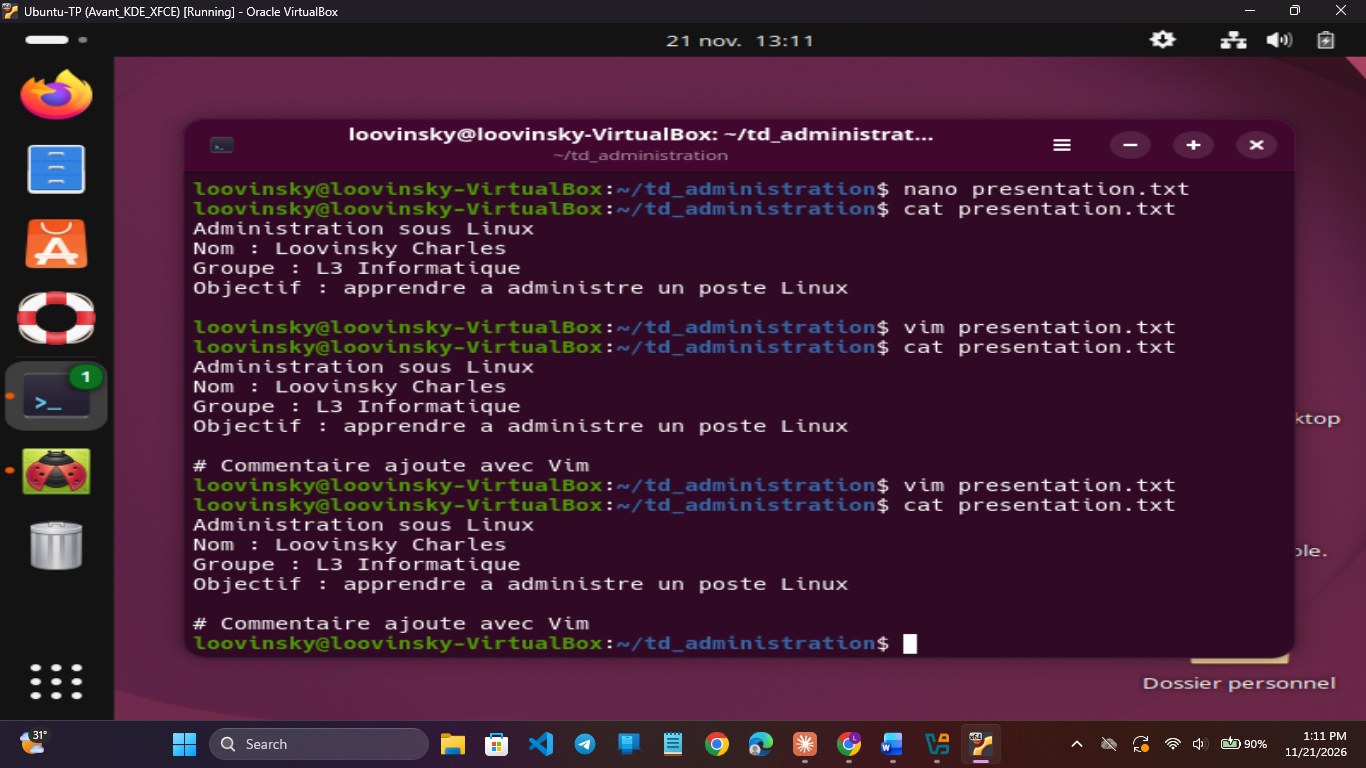 Ubuntu-TP (Avant_KDE_XFCE) [Running] - Oracle VirtualBox
21 nov. 13:11
loovinsky@loovinsky-VirtualBox: ~/td_administrat...
~/td_administration
loovinsky@loovinsky-VirtualBox:~/td_administration$ nano presentation.txt
loovinsky@loovinsky-VirtualBox:~/td_administration$ cat presentation.txt
Administration sous Linux
Nom : Loovinsky Charles
Groupe : L3 Informatique
Objectif : apprendre a administre un poste Linux
loovinsky@loovinsky-VirtualBox:~/td_administration$ vim presentation.txt
loovinsky@loovinsky-VirtualBox:~/td_administration$ cat presentation.txt
Administration sous Linux
Nom : Loovinsky Charles
Groupe : L3 Informatique
Objectif : apprendre a administre un poste Linux
# Commentaire ajoute avec Vim
loovinsky@loovinsky-VirtualBox:~/td_administration$ vim presentation.txt
loovinsky@loovinsky-VirtualBox:~/td_administration$ cat presentation.txt
Administration sous Linux
Nom : Loovinsky Charles
Groupe : L3 Informatique
Objectif : apprendre a administre un poste Linux
# Commentaire ajoute avec Vim
loovinsky@loovinsky-VirtualBox:~/td_administration$
1
>_
ktop
ole.
Dossier personnel
31°
Search
90%
1:11 PM
11/21/2026